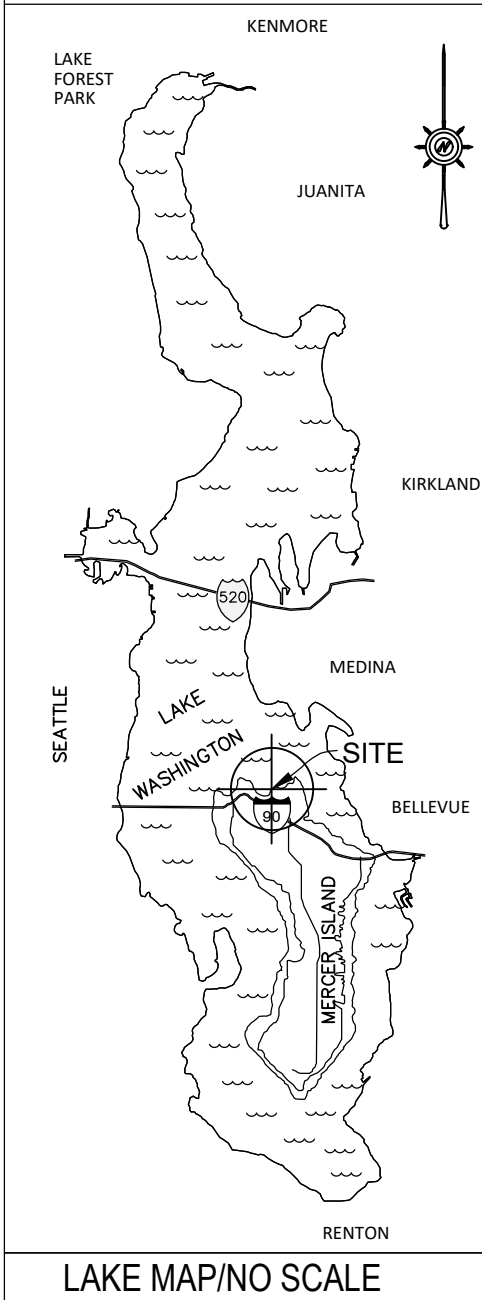 KENMORE
LAKE
FOREST
PARK
N
JUANITA
KIRKLAND
520
MEDINA
SEATTLE
LAKE
WASHINGTON
SITE
90
BELLEVUE
MERCER ISLAND
RENTON
LAKE MAP/NO SCALE